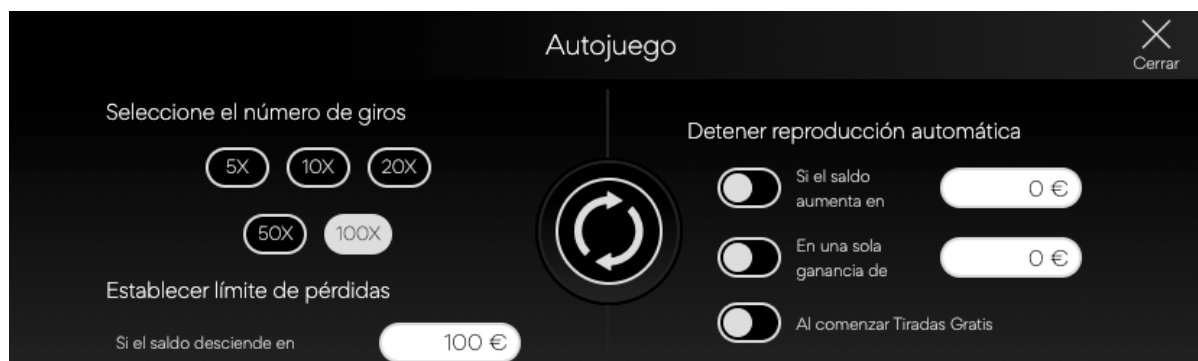 Autojuego
Cerrar
Seleccione el número de giros
5X 10X 20X
50X 100X
Establecer límite de pérdidas
Si el saldo desciende en 100 €
Detener reproducción automática
Si el saldo
aumenta en
0 €
En una sola
ganancia de
0 €
Al comenzar Tiradas Gratis